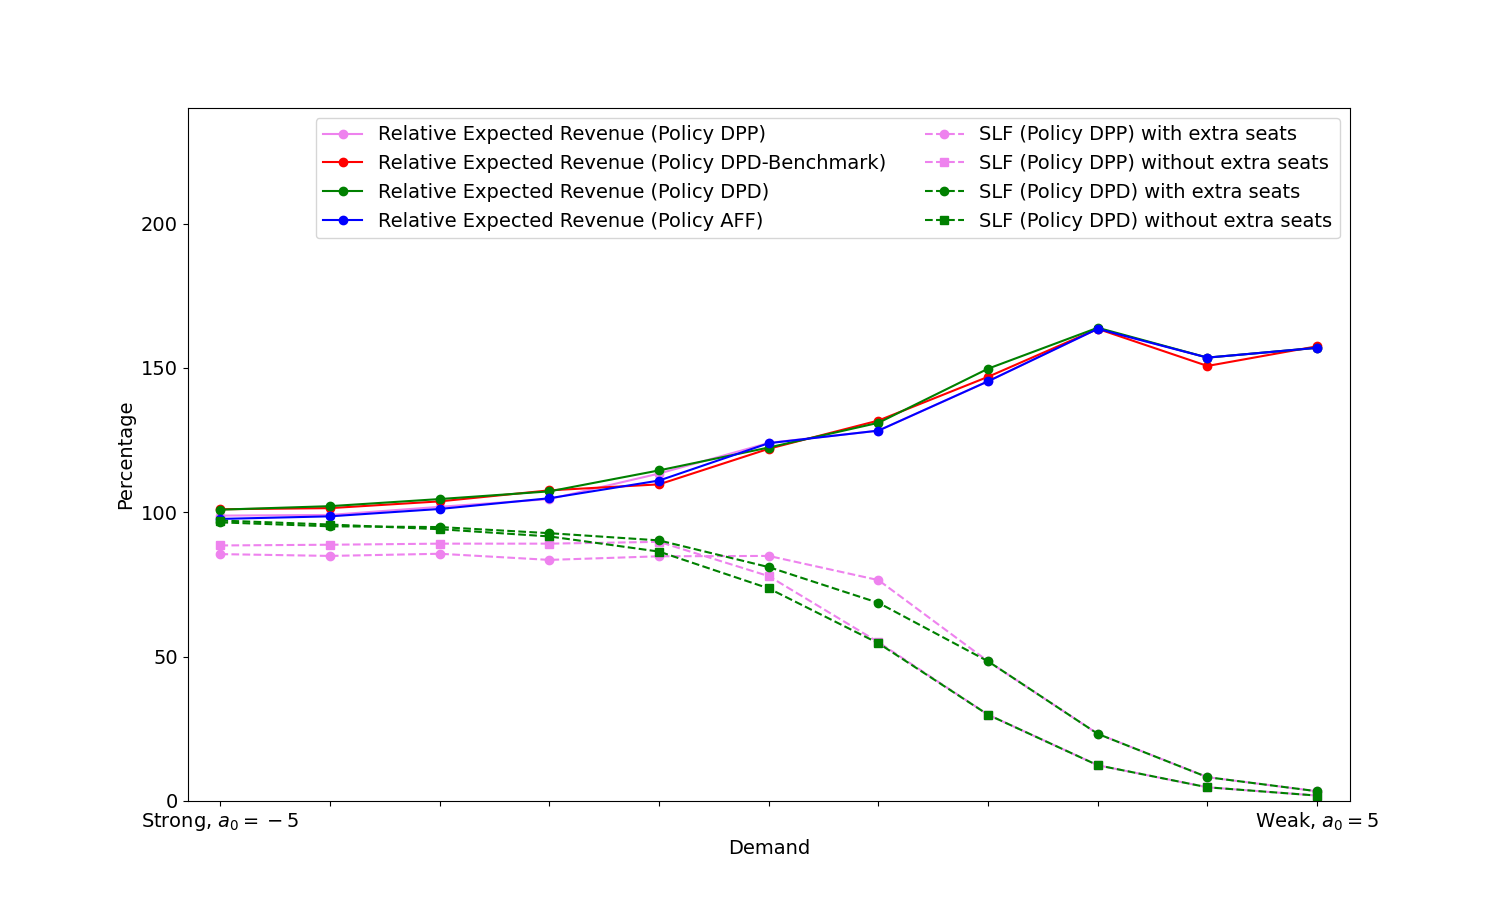 Relative Expected Revenue (Policy DPP)
Relative Expected Revenue (Policy DPD-Benchmark)
Relative Expected Revenue (Policy DPD)
Relative Expected Revenue (Policy AFF)
SLF (Policy DPP) with extra seats
SLF (Policy DPP) without extra seats
SLF (Policy DPD) with extra seats
SLF (Policy DPD) without extra seats
200
150
100
50
0
Percentage
Strong, a₀ = −5
Weak, a₀ = 5
Demand